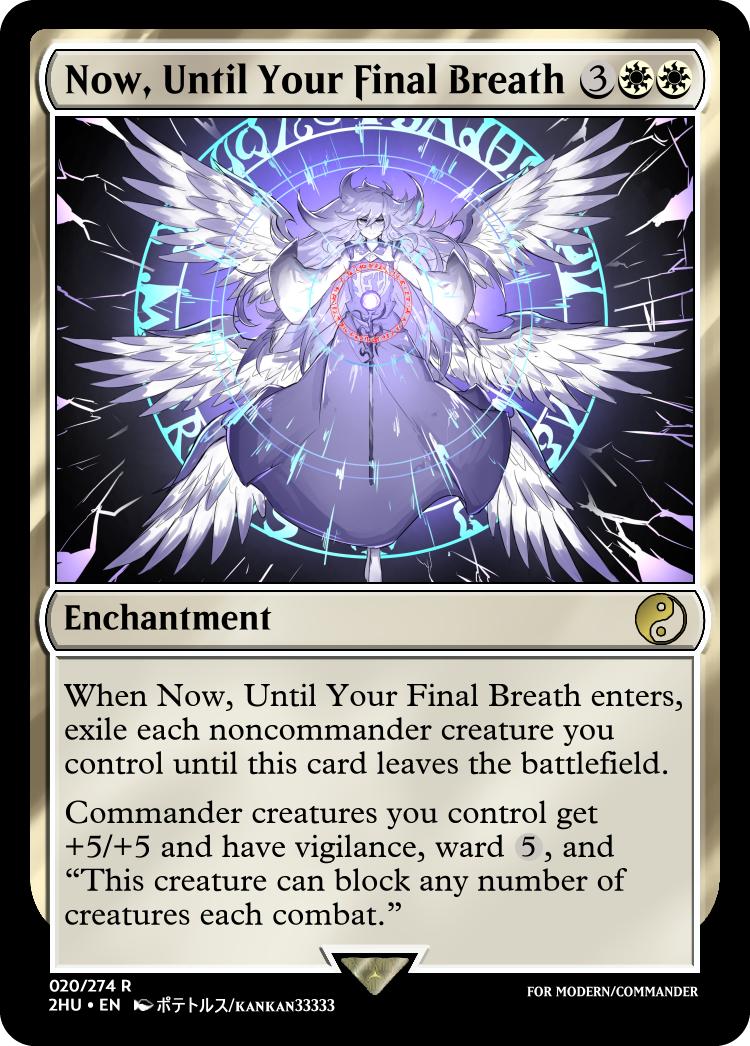 Now, Until Your Final Breath 3
Enchantment
When Now, Until Your Final Breath enters,
exile each noncommander creature you
control until this card leaves the battlefield.
Commander creatures you control get
+5/+5 and have vigilance, ward 5, and
“This creature can block any number of
creatures each combat.”
020/274 R
2HU • EN ポテトルス/KANKAN33333
FOR MODERN/COMMANDER